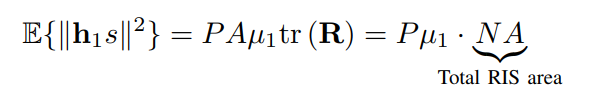 𝔼{‖𝐡₁s‖²} = PAμ₁tr (𝐑) = Pμ₁ · NA
Total RIS area